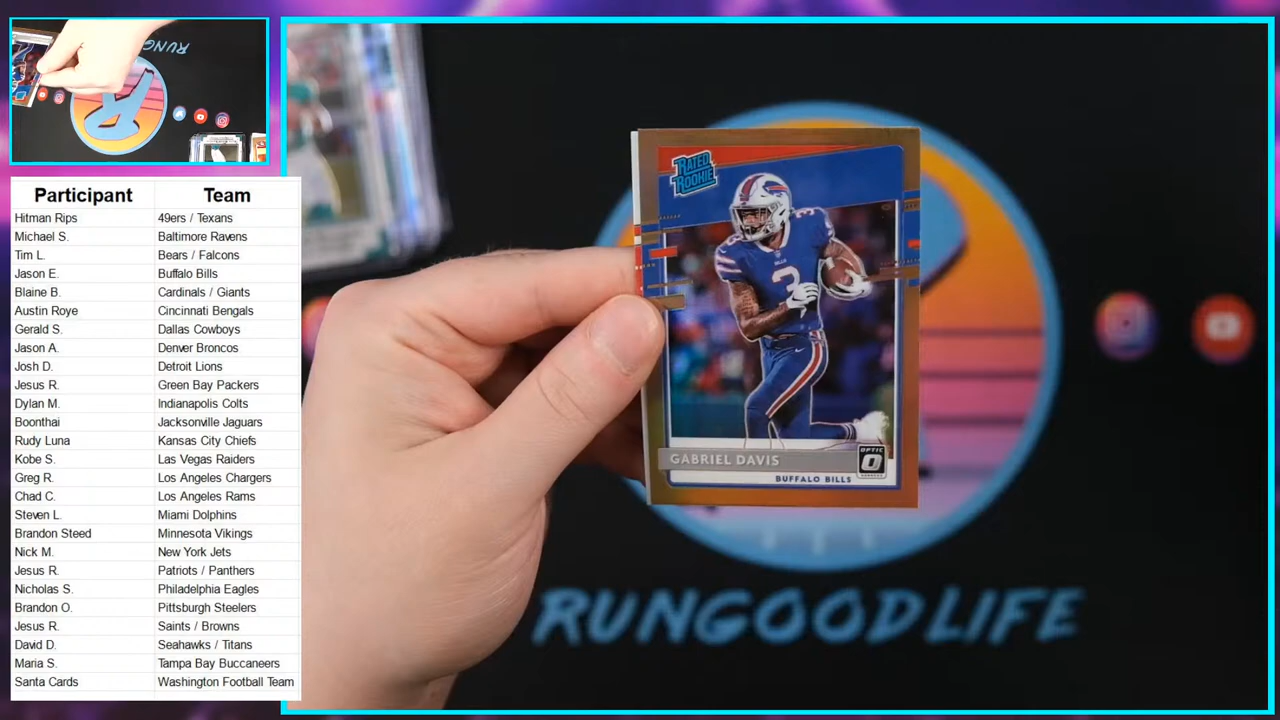 RUNGO
Participant Team
Hitman Rips 49ers / Texans
Michael S. Baltimore Ravens
Tim L. Bears / Falcons
Jason E. Buffalo Bills
Blaine B. Cardinals / Giants
Austin Roye Cincinnati Bengals
Gerald S. Dallas Cowboys
Jason A. Denver Broncos
Josh D. Detroit Lions
Jesus R. Green Bay Packers
Dylan M. Indianapolis Colts
Boonthai Jacksonville Jaguars
Rudy Luna Kansas City Chiefs
Kobe S. Las Vegas Raiders
Greg R. Los Angeles Chargers
Chad C. Los Angeles Rams
Steven L. Miami Dolphins
Brandon Steed Minnesota Vikings
Nick M. New York Jets
Jesus R. Patriots / Panthers
Nicholas S. Philadelphia Eagles
Brandon O. Pittsburgh Steelers
Jesus R. Saints / Browns
David D. Seahawks / Titans
Maria S. Tampa Bay Buccaneers
Santa Cards Washington Football Team
RATED
ROOKIE
BILLS
3
3
GABRIEL DAVIS
OPTIC
BUFFALO BILLS
RUNGOODLIFE